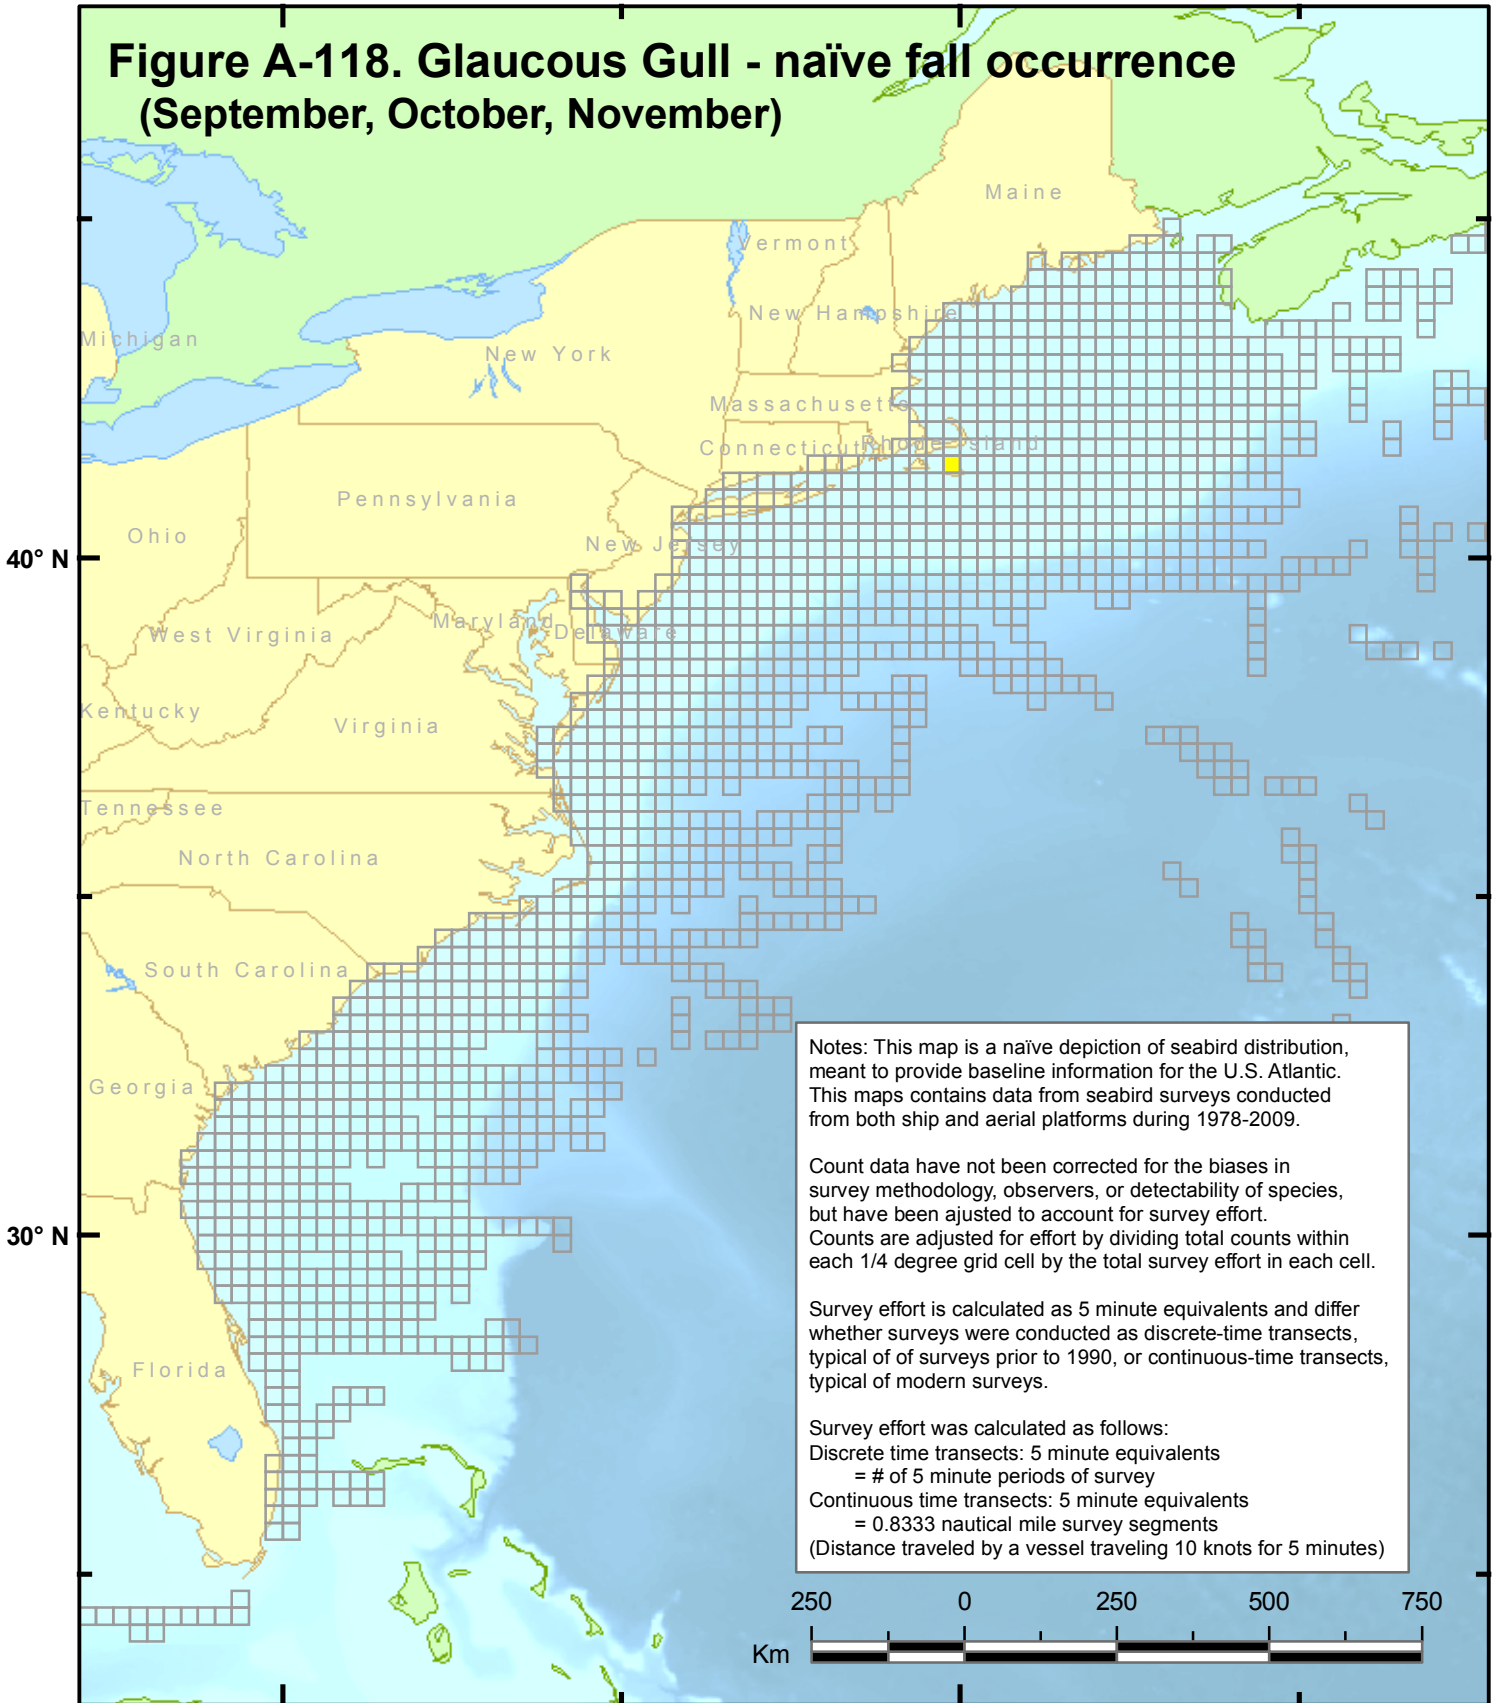 Figure A-118. Glaucous Gull - naïve fall occurrence
(September, October, November)
Maine
Vermont
New Hampshire
Michigan
New York
Massachusetts
Connecticut
Rhode Island
Pennsylvania
Ohio
New Jersey
40° N
Maryland
Delaware
West Virginia
Kentucky
Virginia
Tennessee
North Carolina
South Carolina
Georgia
30° N
Florida
Notes: This map is a naïve depiction of seabird distribution,
meant to provide baseline information for the U.S. Atlantic.
This maps contains data from seabird surveys conducted
from both ship and aerial platforms during 1978-2009.
Count data have not been corrected for the biases in
survey methodology, observers, or detectability of species,
but have been ajusted to account for survey effort.
Counts are adjusted for effort by dividing total counts within
each 1/4 degree grid cell by the total survey effort in each cell.
Survey effort is calculated as 5 minute equivalents and differ
whether surveys were conducted as discrete-time transects,
typical of of surveys prior to 1990, or continuous-time transects,
typical of modern surveys.
Survey effort was calculated as follows:
Discrete time transects: 5 minute equivalents
= # of 5 minute periods of survey
Continuous time transects: 5 minute equivalents
= 0.8333 nautical mile survey segments
(Distance traveled by a vessel traveling 10 knots for 5 minutes)
250 0 250 500 750
Km